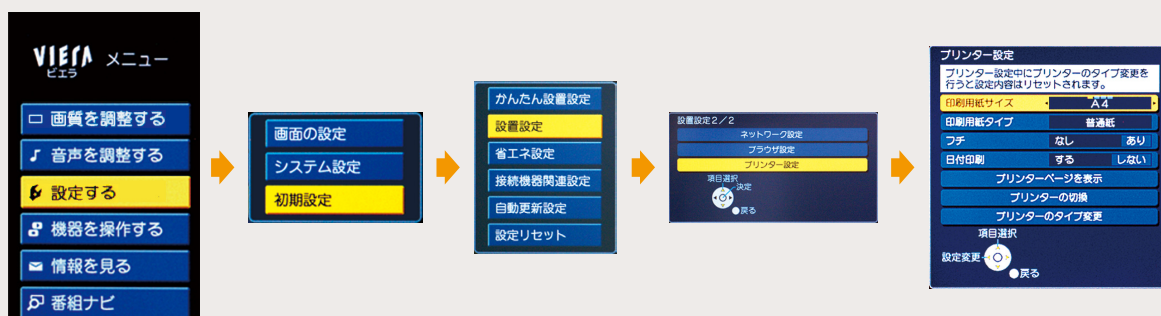 VIERA メニュー
ビエラ
画質を調整する
音声を調整する
設定する
機器を操作する
情報を見る
番組ナビ
画面の設定
システム設定
初期設定
かんたん設置設定
設置設定
省エネ設定
接続機器関連設定
自動更新設定
設定リセット
設置設定2/2
ネットワーク設定
ブラウザ設定
プリンター設定
項目選択
決定
戻る
プリンター設定
プリンター設定中にプリンターのタイプ変更を
行うと設定内容はリセットされます。
印刷用紙サイズ A4
印刷用紙タイプ 普通紙
フチ なし あり
日付印刷 する しない
プリンターページを表示
プリンターの切換
プリンターのタイプ変更
項目選択
設定変更
戻る